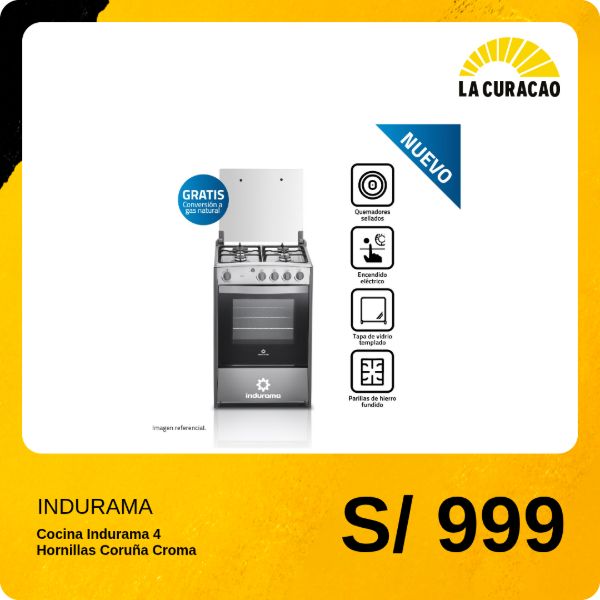 LA CURACAO
NUEVO
GRATIS
Conversión a
gas natural
Quemadores
sellados
Encendido
eléctrico
Tapa de vidrio
templado
Parillas de hierro
fundido
indurama
Imagen referencial.
INDURAMA
Cocina Indurama 4
Hornillas Coruña Croma
S/ 999